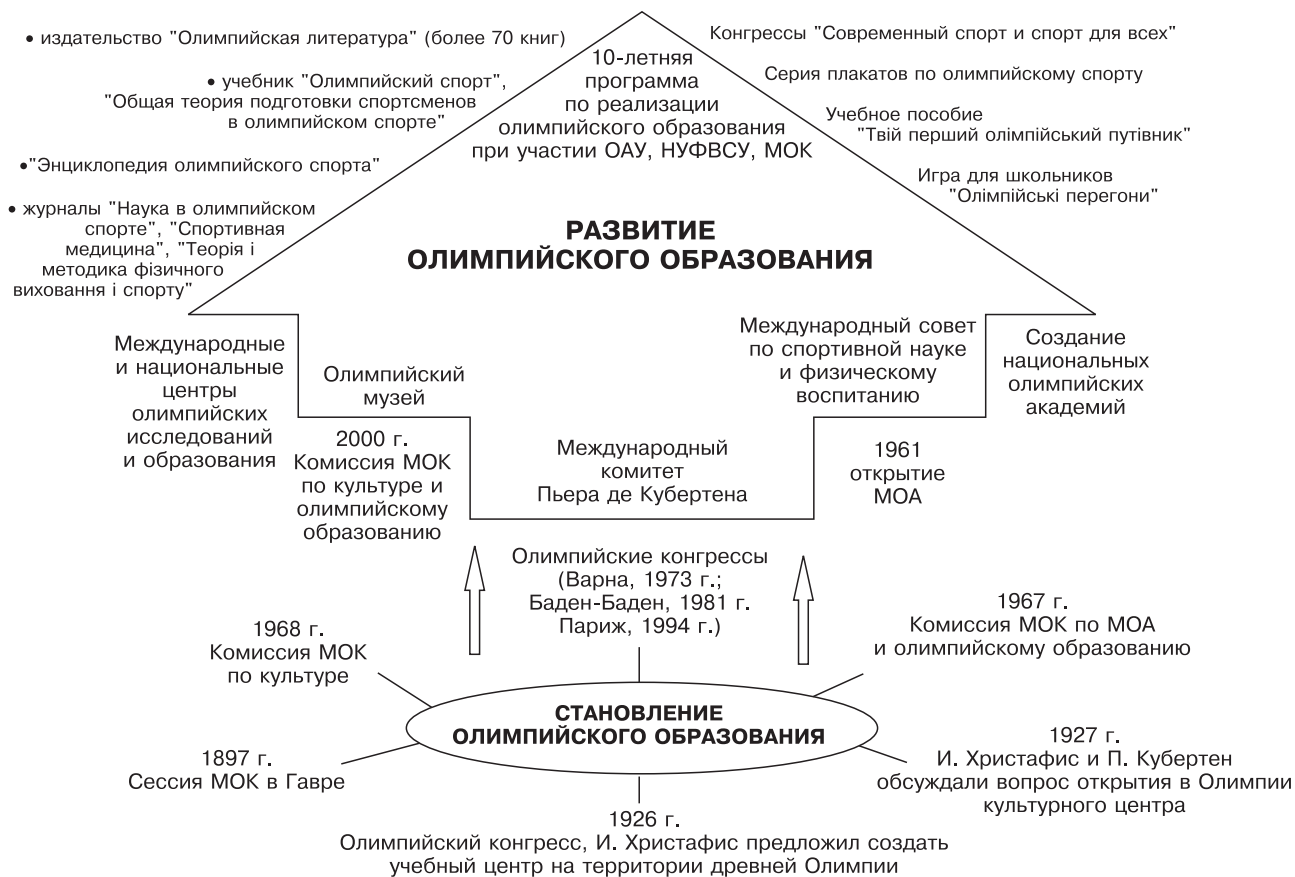 • издательство "Олимпийская литература" (более 70 книг)
• учебник "Олимпийский спорт",
"Общая теория подготовки спортсменов
в олимпийском спорте"
•"Энциклопедия олимпийского спорта"
• журналы "Наука в олимпийском
спорте", "Спортивная
медицина", "Теорія і
методика фізичного
виховання і спорту"
10-летняя
программа
по реализации
олимпийского образования
при участии ОАУ, НУФВСУ, МОК
Конгрессы "Современный спорт и спорт для всех"
Серия плакатов по олимпийскому спорту
Учебное пособие
"Твій перший олімпійський путівник"
Игра для школьников
"Олімпійські перегони"
РАЗВИТИЕ
ОЛИМПИЙСКОГО ОБРАЗОВАНИЯ
Международные
и национальные
центры
олимпийских
исследований
и образования
Олимпийский
музей
2000 г.
Комиссия МОК
по культуре и
олимпийскому
образованию
Международный
комитет
Пьера де Кубертена
Международный совет
по спортивной науке
и физическому
воспитанию
1961
открытие
МОА
Создание
национальных
олимпийских
академий
Олимпийские конгрессы
(Варна, 1973 г.;
Баден-Баден, 1981 г.
Париж, 1994 г.)
1968 г.
Комиссия МОК
по культуре
1967 г.
Комиссия МОК по МОА
и олимпийскому образованию
СТАНОВЛЕНИЕ
ОЛИМПИЙСКОГО ОБРАЗОВАНИЯ
1897 г.
Сессия МОК в Гавре
1927 г.
И. Христафис и П. Кубертен
обсуждали вопрос открытия в Олимпии
культурного центра
1926 г.
Олимпийский конгресс, И. Христафис предложил создать
учебный центр на территории древней Олимпии